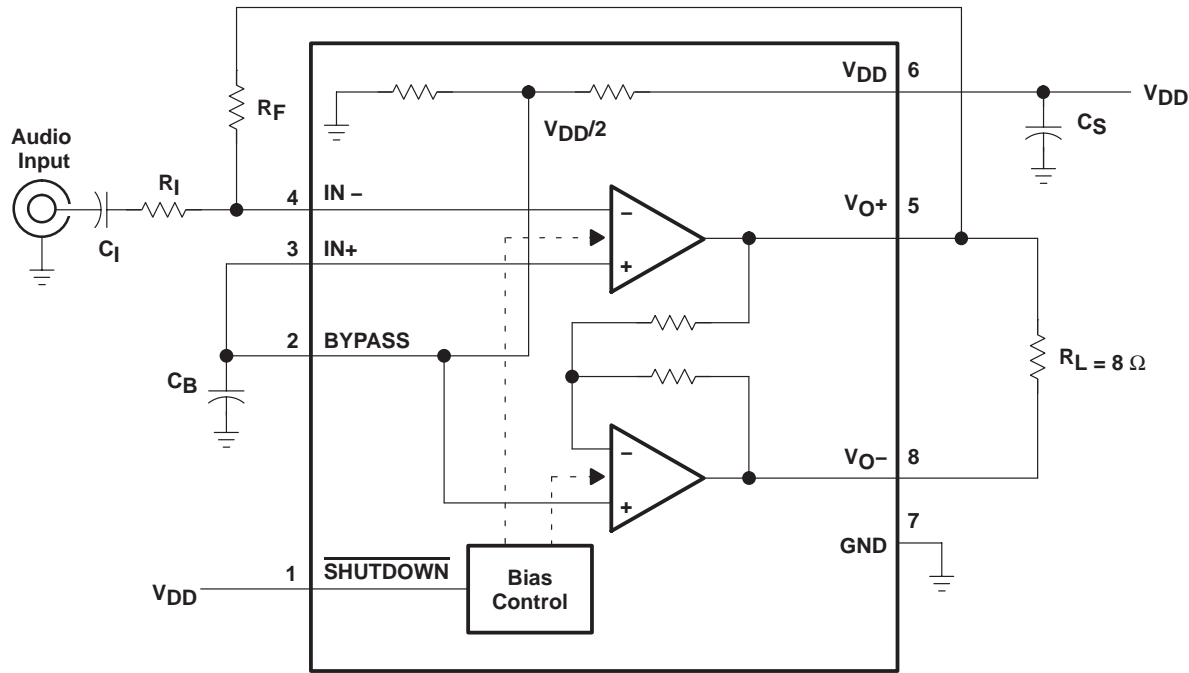 VDD 6
VDD
RF
VDD/2
CS
Audio
Input
RI
4 IN –
VO+ 5
CI
3 IN+
–
+
2 BYPASS
CB
RL = 8 Ω
–
VO– 8
+
7
GND
1 SHUTDOWN
VDD
Bias
Control